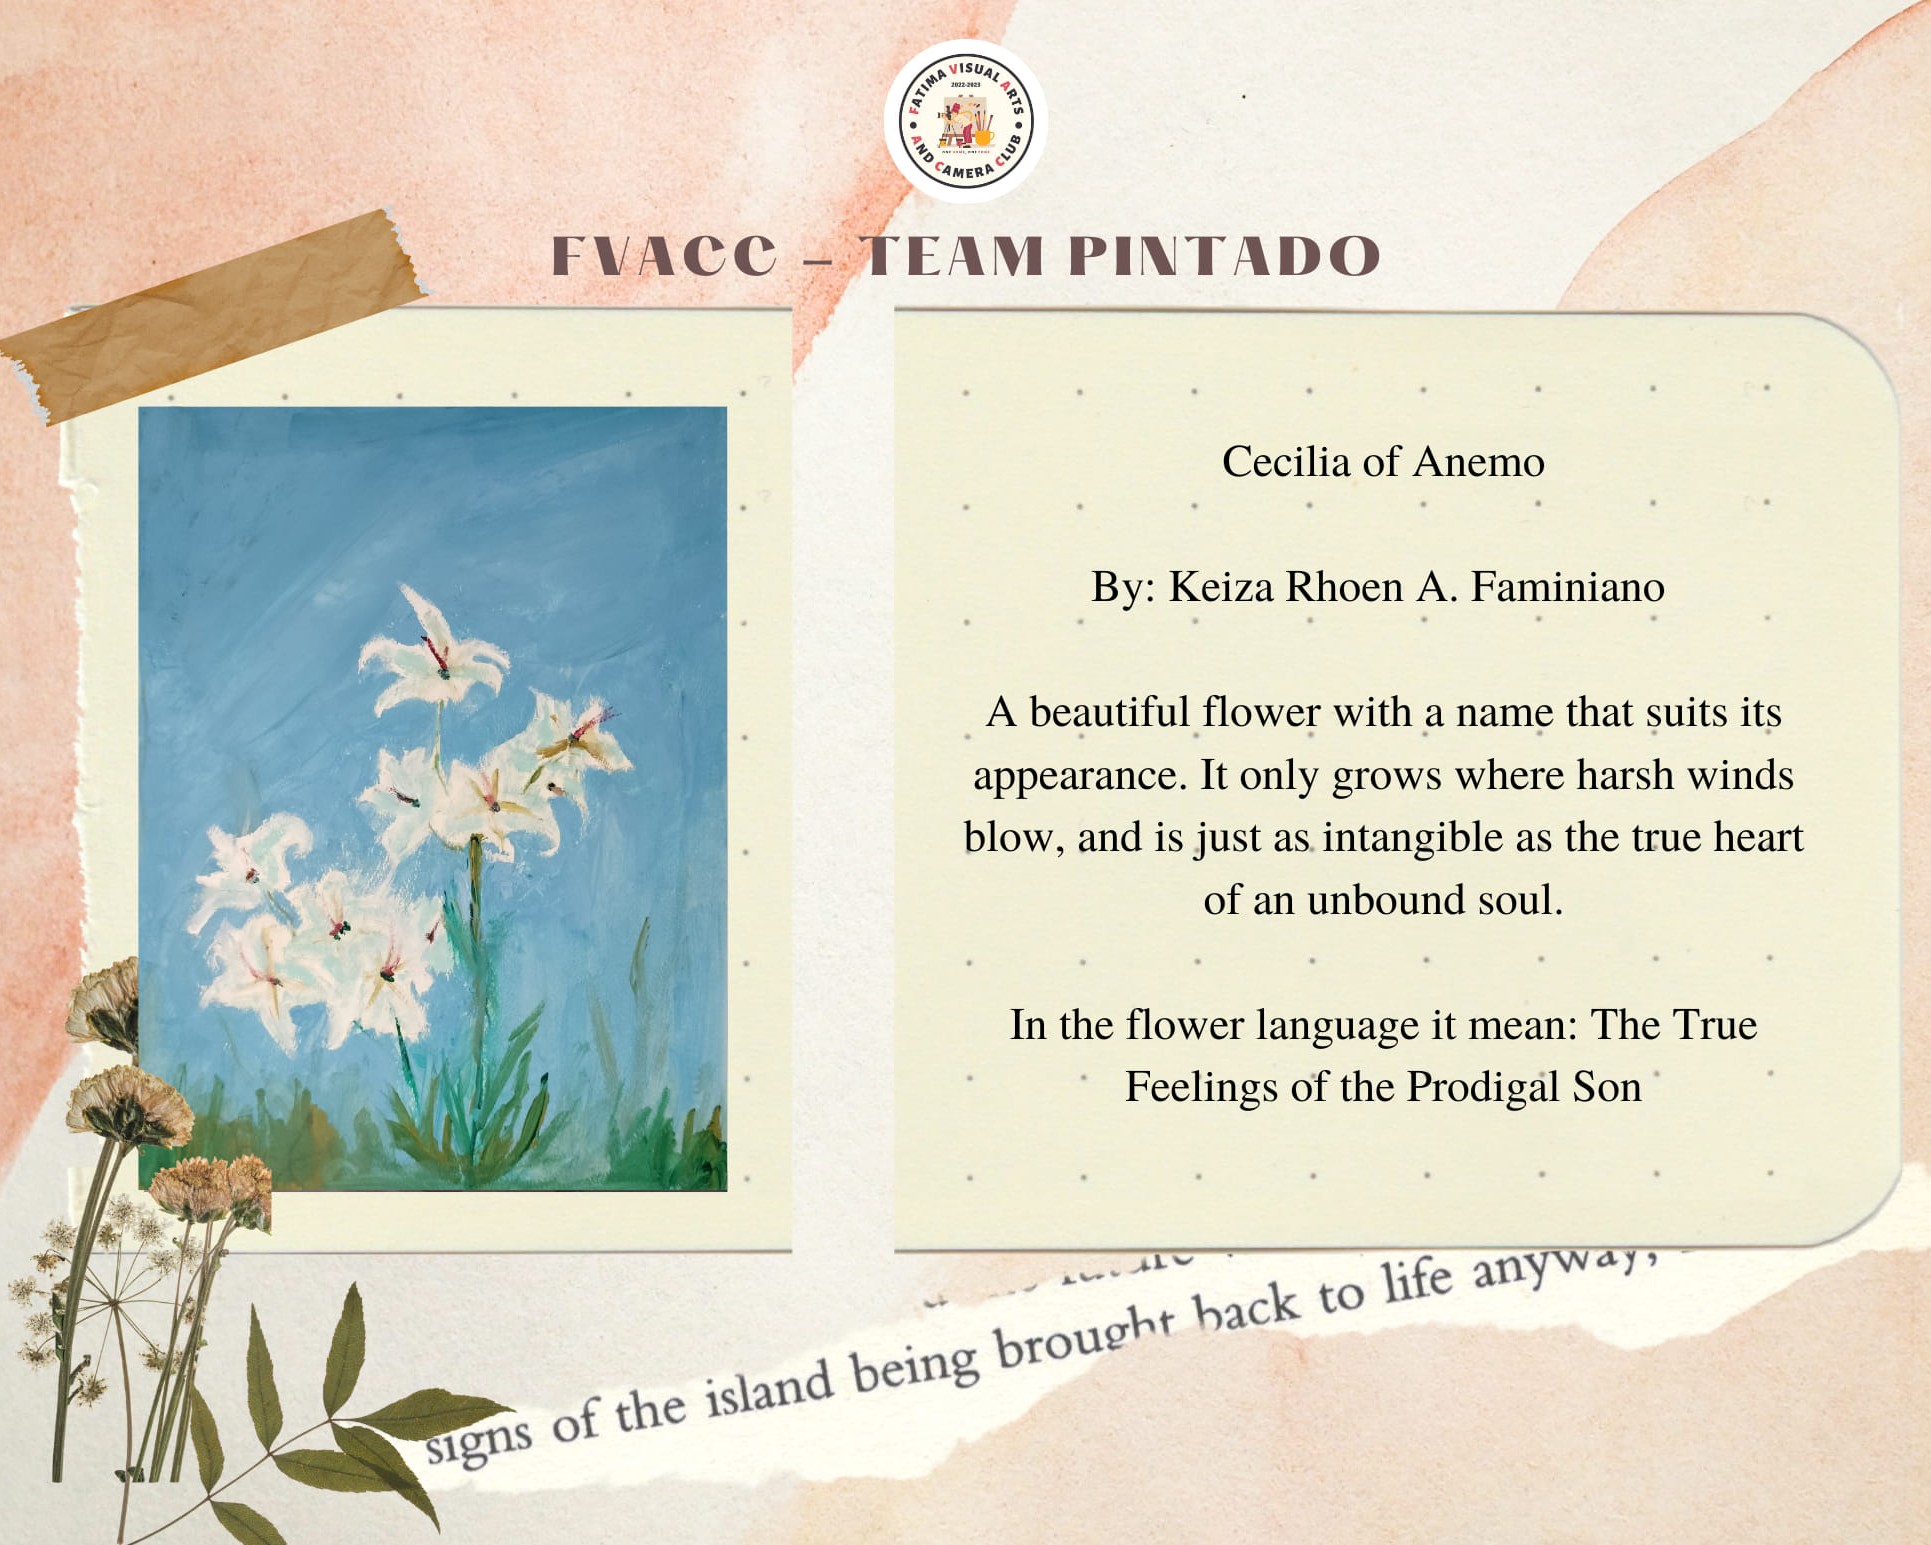 FATIMA VISUAL ARTS
2022-2023
AND CAMERA CLUB
FVACC – TEAM PINTADO
Cecilia of Anemo
By: Keiza Rhoen A. Faminiano
A beautiful flower with a name that suits its
appearance. It only grows where harsh winds
blow, and is just as intangible as the true heart
of an unbound soul.
In the flower language it mean: The True
Feelings of the Prodigal Son
signs of the island being brought back to life anyway,